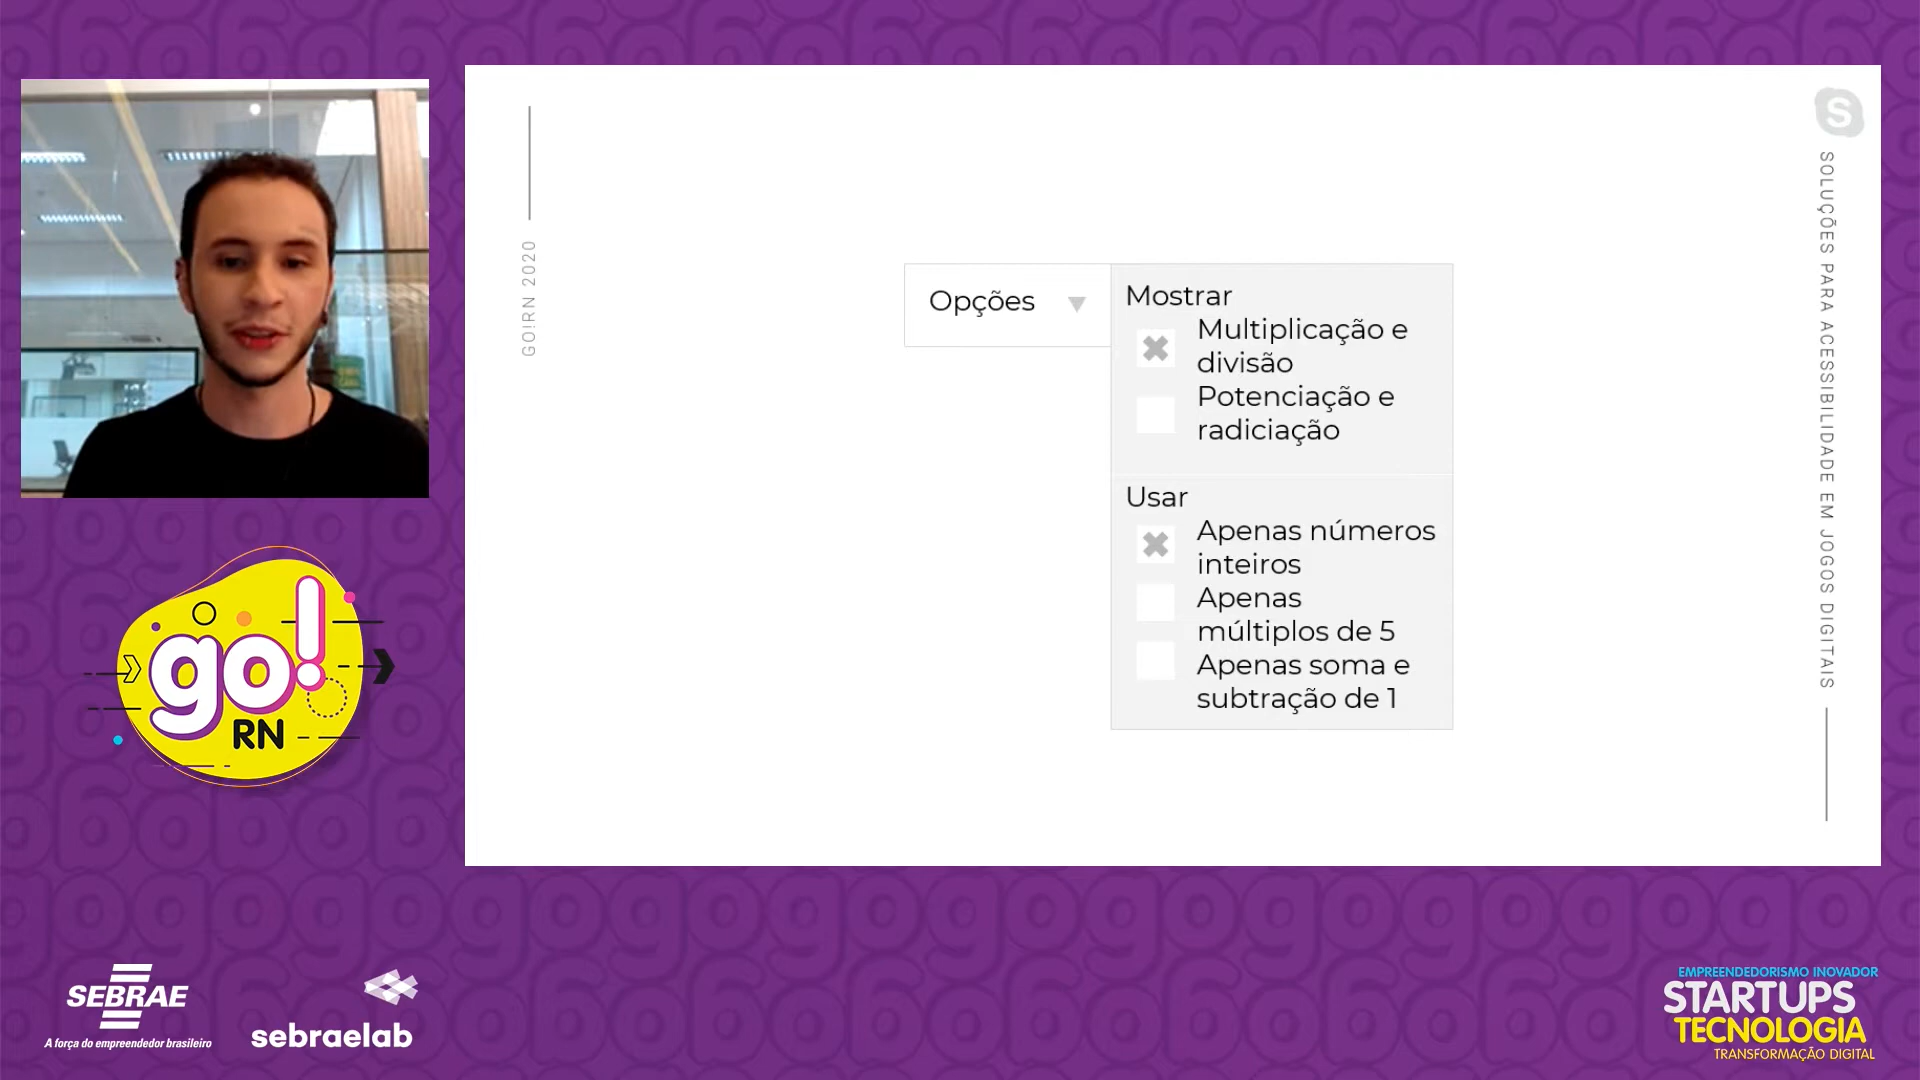 GO!RN 2020
Opções
Mostrar
Multiplicação e
divisão
Potenciação e
radiciação
Usar
Apenas números
inteiros
Apenas
múltiplos de 5
Apenas soma e
subtração de 1
S
SOLUÇÕES PARA ACESSIBILIDADE EM JOGOS DIGITAIS
go!
RN
SEBRAE
A força do empreendedor brasileiro
sebraelab
EMPREENDEDORISMO INOVADOR
STARTUPS
TECNOLOGIA
TRANSFORMAÇÃO DIGITAL